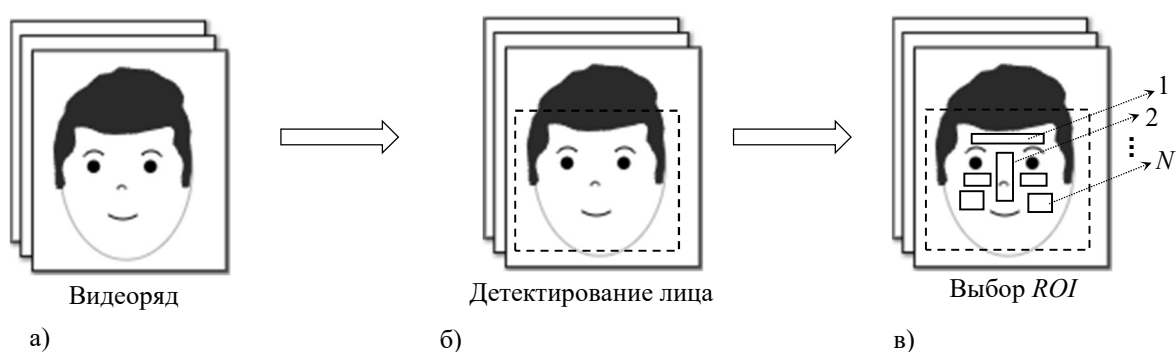 1
2
⋮
N
Видеоряд
Детектирование лица
Выбор ROI
а)
б)
в)